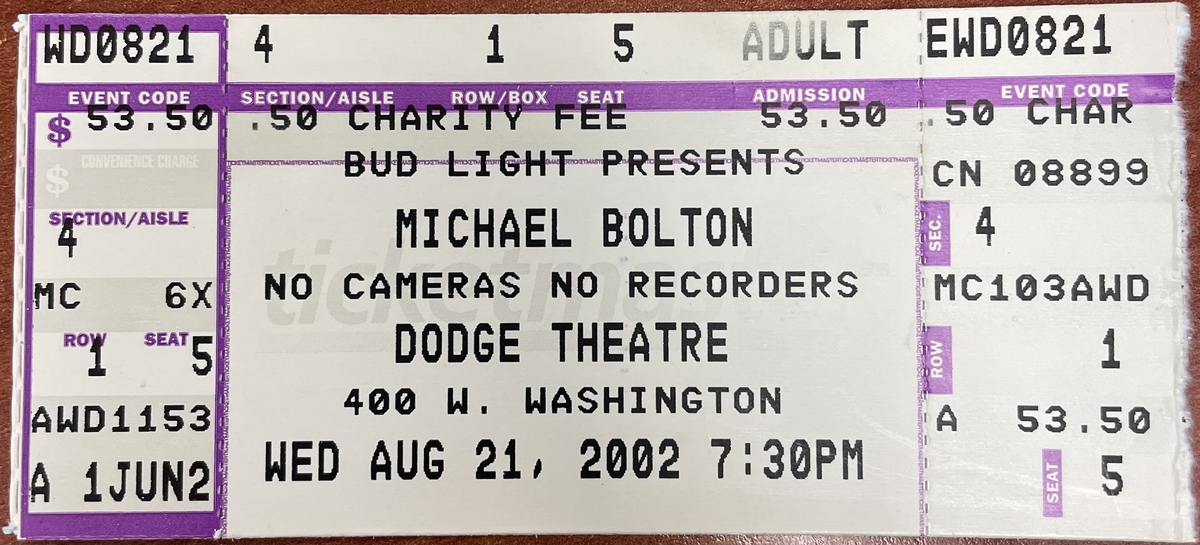 WD0821 4 1 5 ADULT EWD0821
EVENT CODE SECTION/AISLE ROW/BOX SEAT ADMISSION EVENT CODE
$ 53.50 .50 CHARITY FEE 53.50 .50 CHAR
$ CONVENIENCE CHARGE
BUD LIGHT PRESENTS
CN 08899
SECTION/AISLE
4
MICHAEL BOLTON
SEC. 4
MC 6X
NO CAMERAS NO RECORDERS
MC103AWD
ticketmaster
ROW SEAT
1 5
DODGE THEATRE
ROW 1
AWD1153
400 W. WASHINGTON
A 53.50
A 1JUN2
WED AUG 21, 2002 7:30PM
SEAT 5